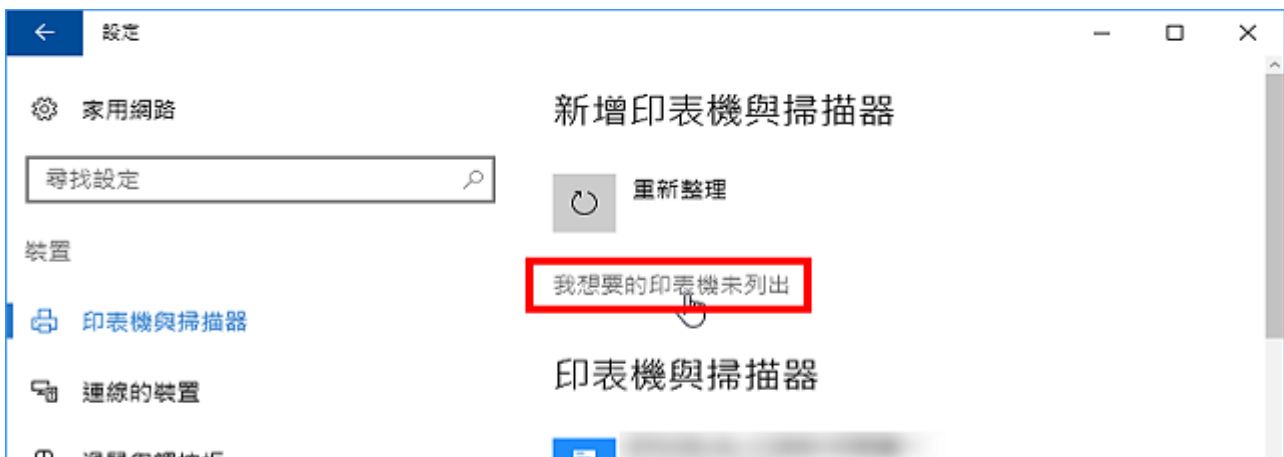 設定
家用網路
尋找設定
裝置
印表機與掃描器
連線的裝置
新增印表機與掃描器
重新整理
我想要的印表機未列出
印表機與掃描器